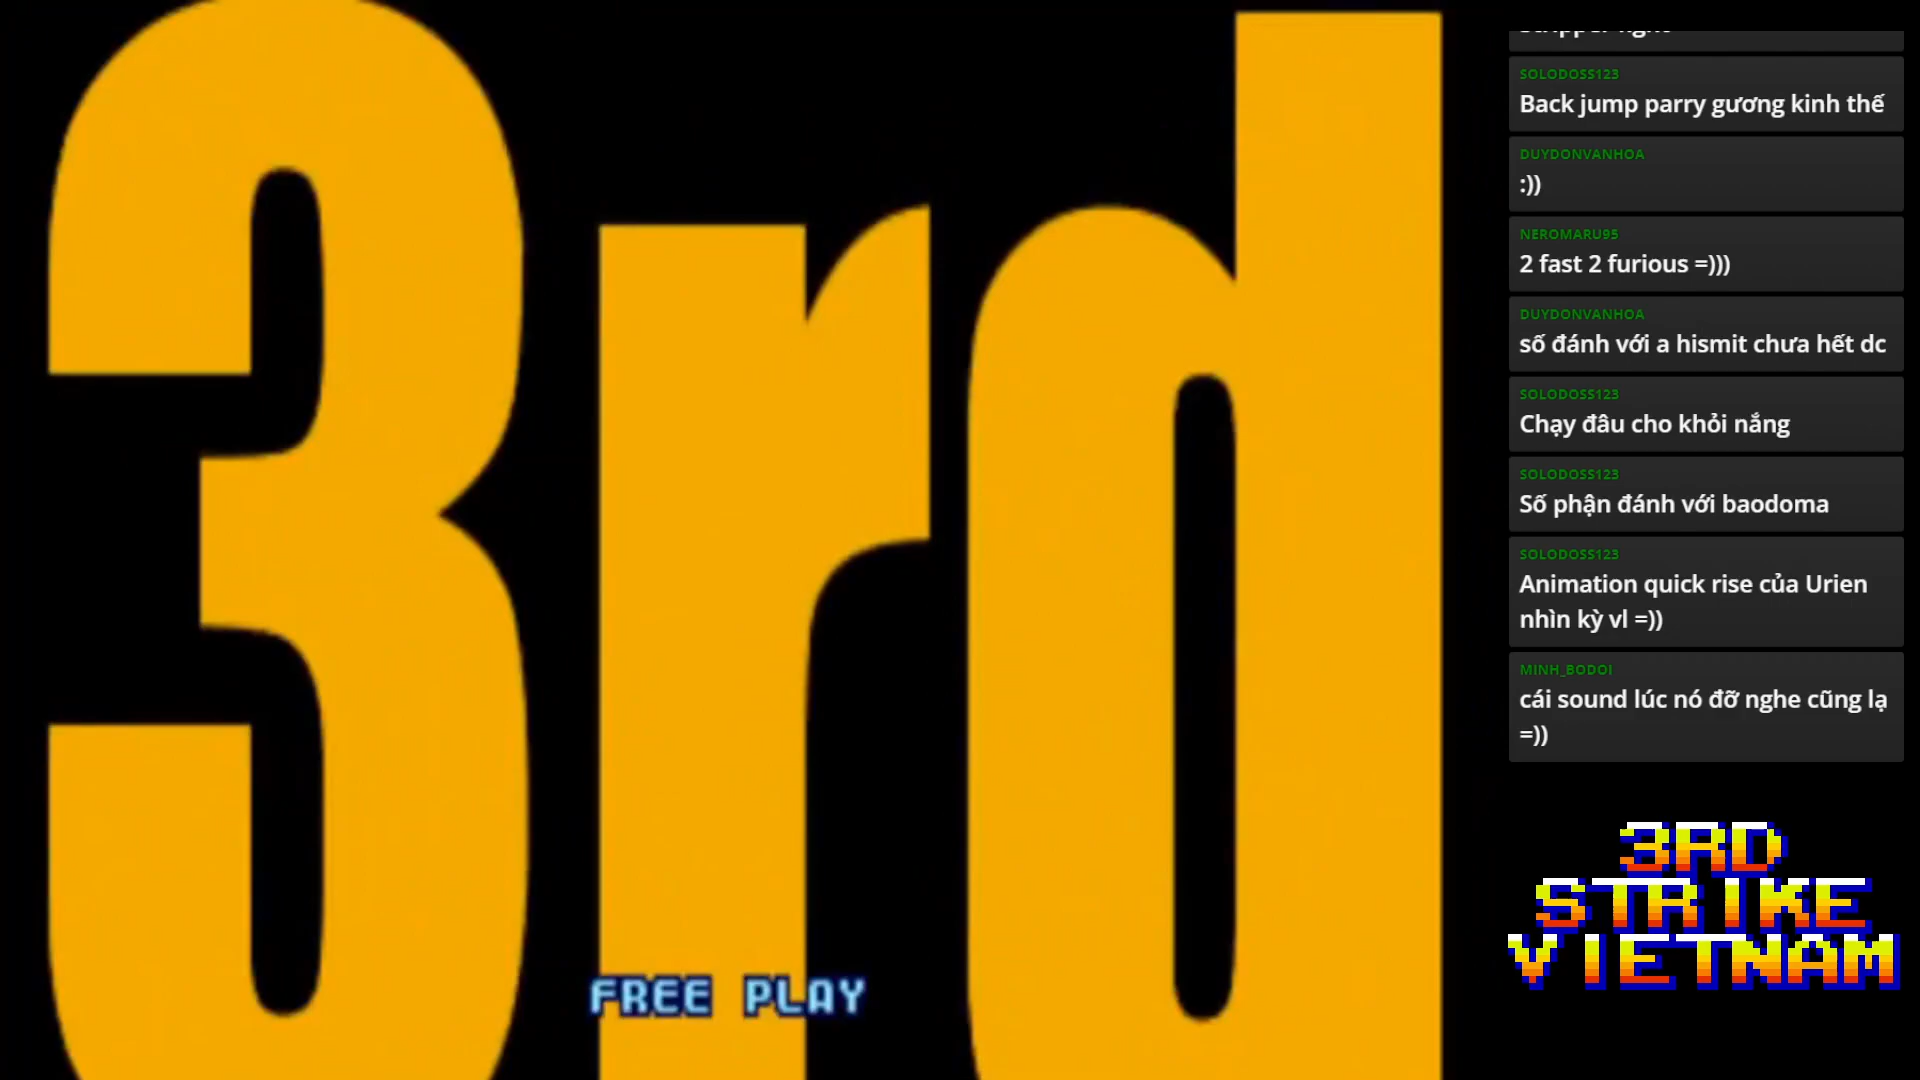 3rd
FREE PLAY
SOLODOSS123
Back jump parry gương kinh thế
DUYDONVANHOA
:))
NEROMARU95
2 fast 2 furious =)))
DUYDONVANHOA
số đánh với a hismit chưa hết dc
SOLODOSS123
Chạy đâu cho khỏi nắng
SOLODOSS123
Số phận đánh với baodoma
SOLODOSS123
Animation quick rise của Urien
nhìn kỳ vl =))
MINH_BODOI
cái sound lúc nó đỡ nghe cũng lạ
=))
3RD
STRIKE
VIETNAM